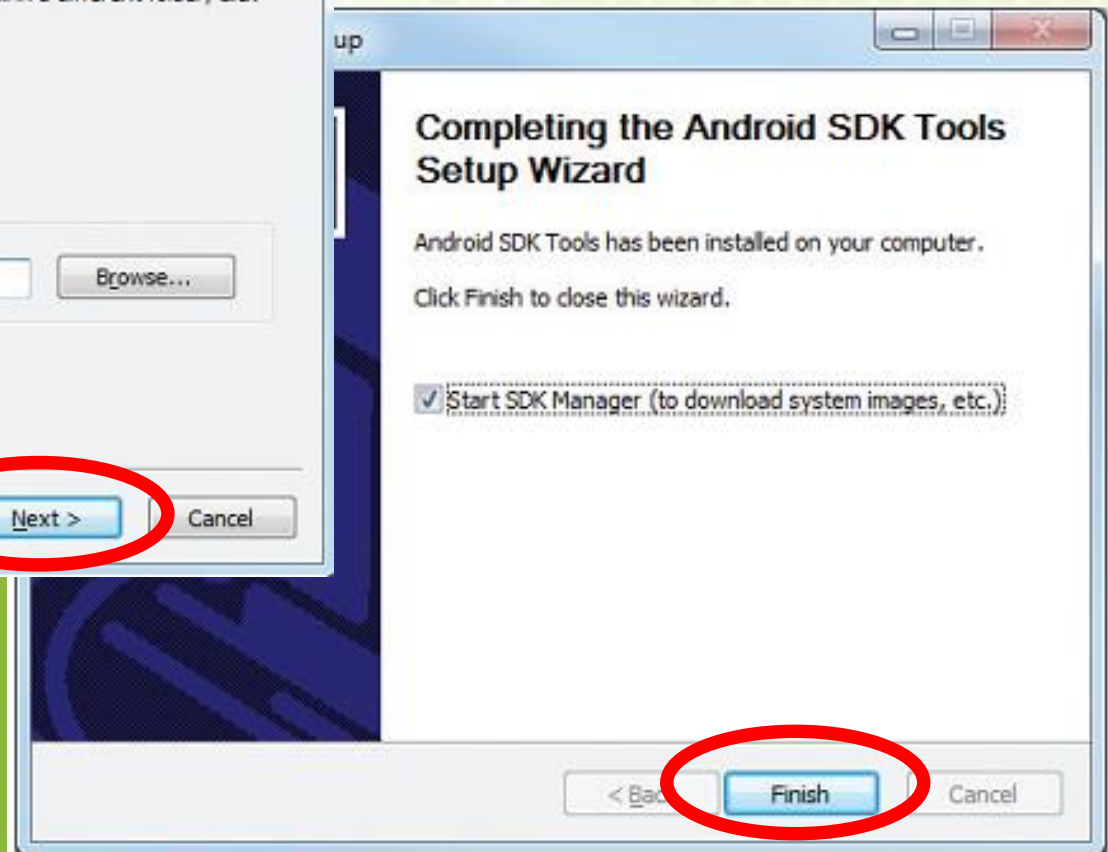 up
Browse...
Next >
Cancel
Completing the Android SDK Tools
Setup Wizard
Android SDK Tools has been installed on your computer.
Click Finish to close this wizard.
Start SDK Manager (to download system images, etc.)
< Bac
Finish
Cancel